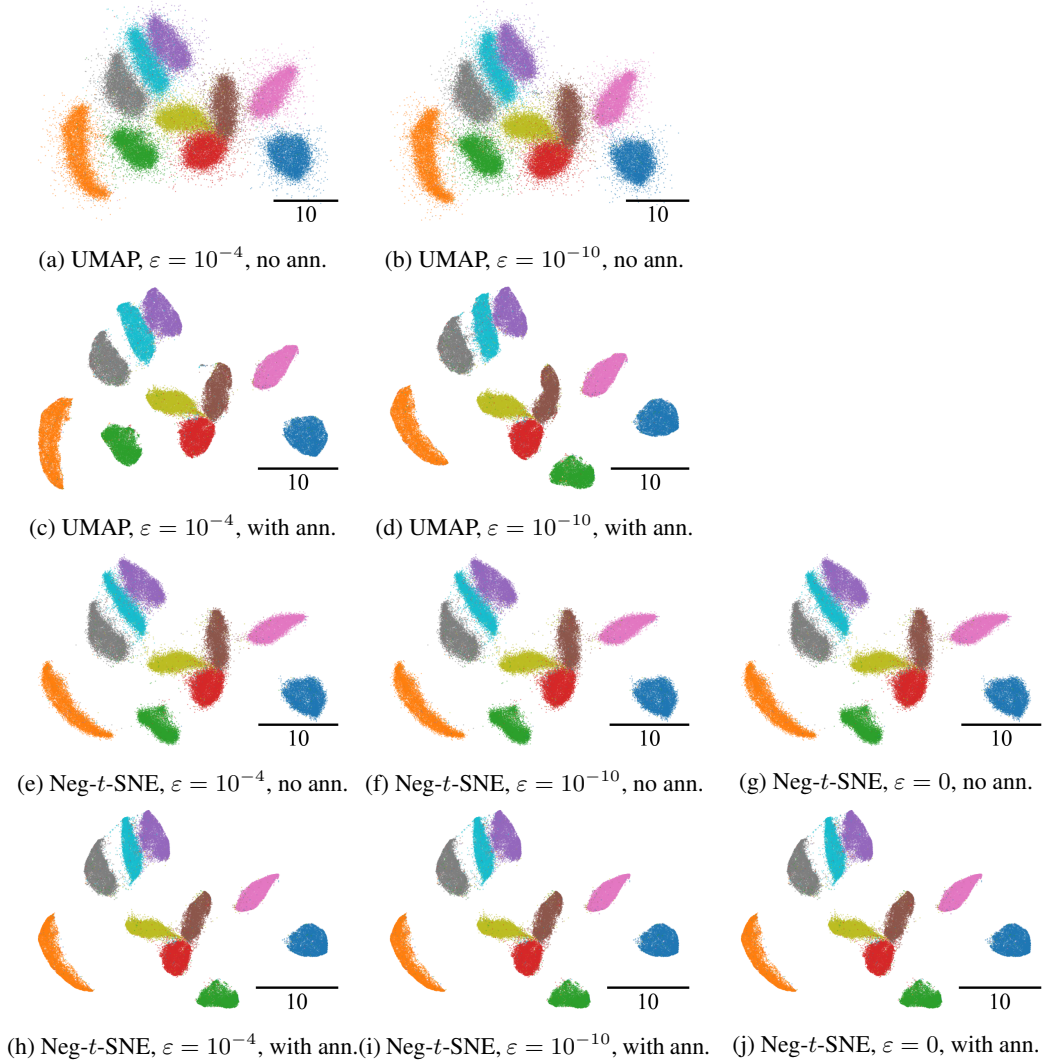 10 10
(a) UMAP, ε = 10⁻⁴, no ann. (b) UMAP, ε = 10⁻¹⁰, no ann.
10 10
(c) UMAP, ε = 10⁻⁴, with ann. (d) UMAP, ε = 10⁻¹⁰, with ann.
10 10 10
(e) Neg-t-SNE, ε = 10⁻⁴, no ann. (f) Neg-t-SNE, ε = 10⁻¹⁰, no ann. (g) Neg-t-SNE, ε = 0, no ann.
10 10 10
(h) Neg-t-SNE, ε = 10⁻⁴, with ann. (i) Neg-t-SNE, ε = 10⁻¹⁰, with ann. (j) Neg-t-SNE, ε = 0, with ann.